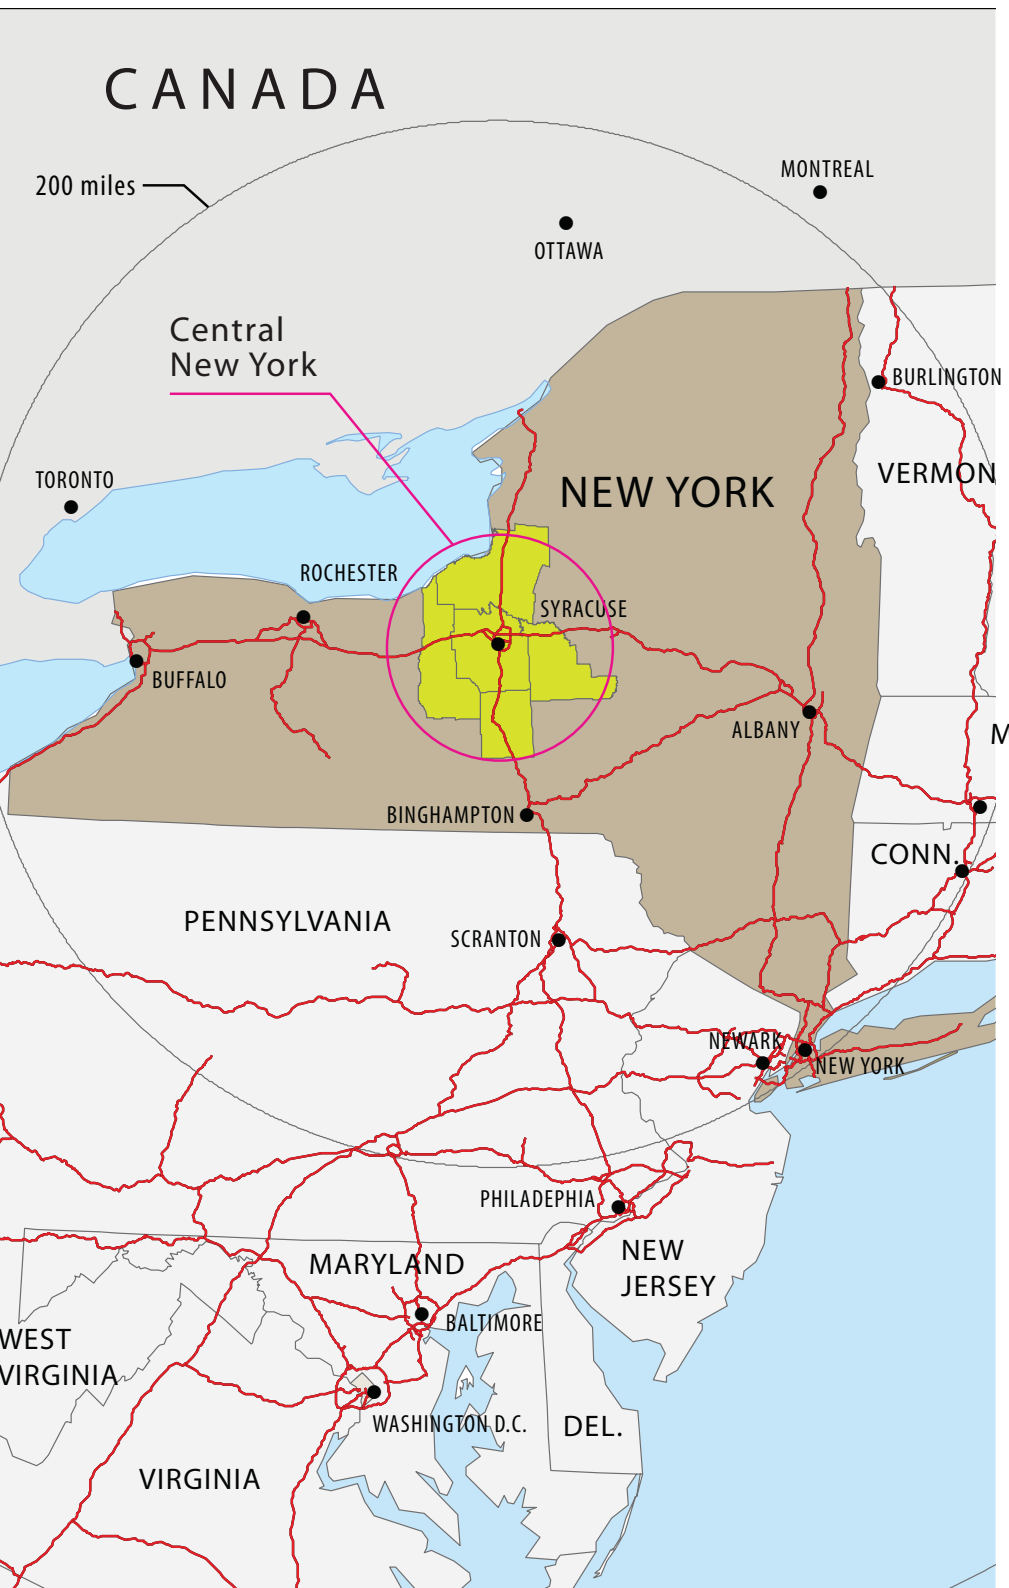 CANADA
MONTREAL
200 miles
OTTAWA
Central
New York
BURLINGTON
TORONTO
NEW YORK
VERMON
ROCHESTER
SYRACUSE
BUFFALO
ALBANY
M
BINGHAMPTON
CONN.
PENNSYLVANIA
SCRANTON
NEWARK
NEW YORK
PHILADEPHIA
MARYLAND
NEW
JERSEY
BALTIMORE
WEST
VIRGINIA
WASHINGTON D.C.
DEL.
VIRGINIA